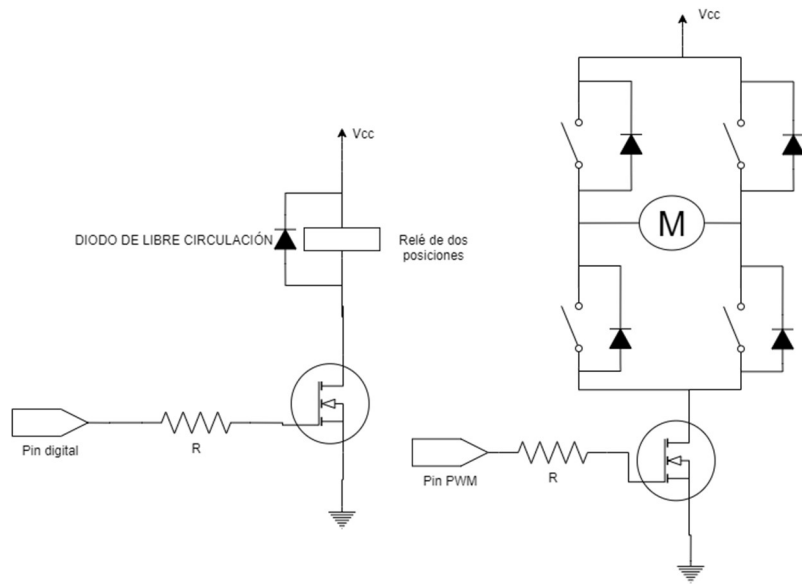 Vcc
DIODO DE LIBRE CIRCULACIÓN
Relé de dos
posiciones
Pin digital
R
Vcc
M
Pin PWM
R